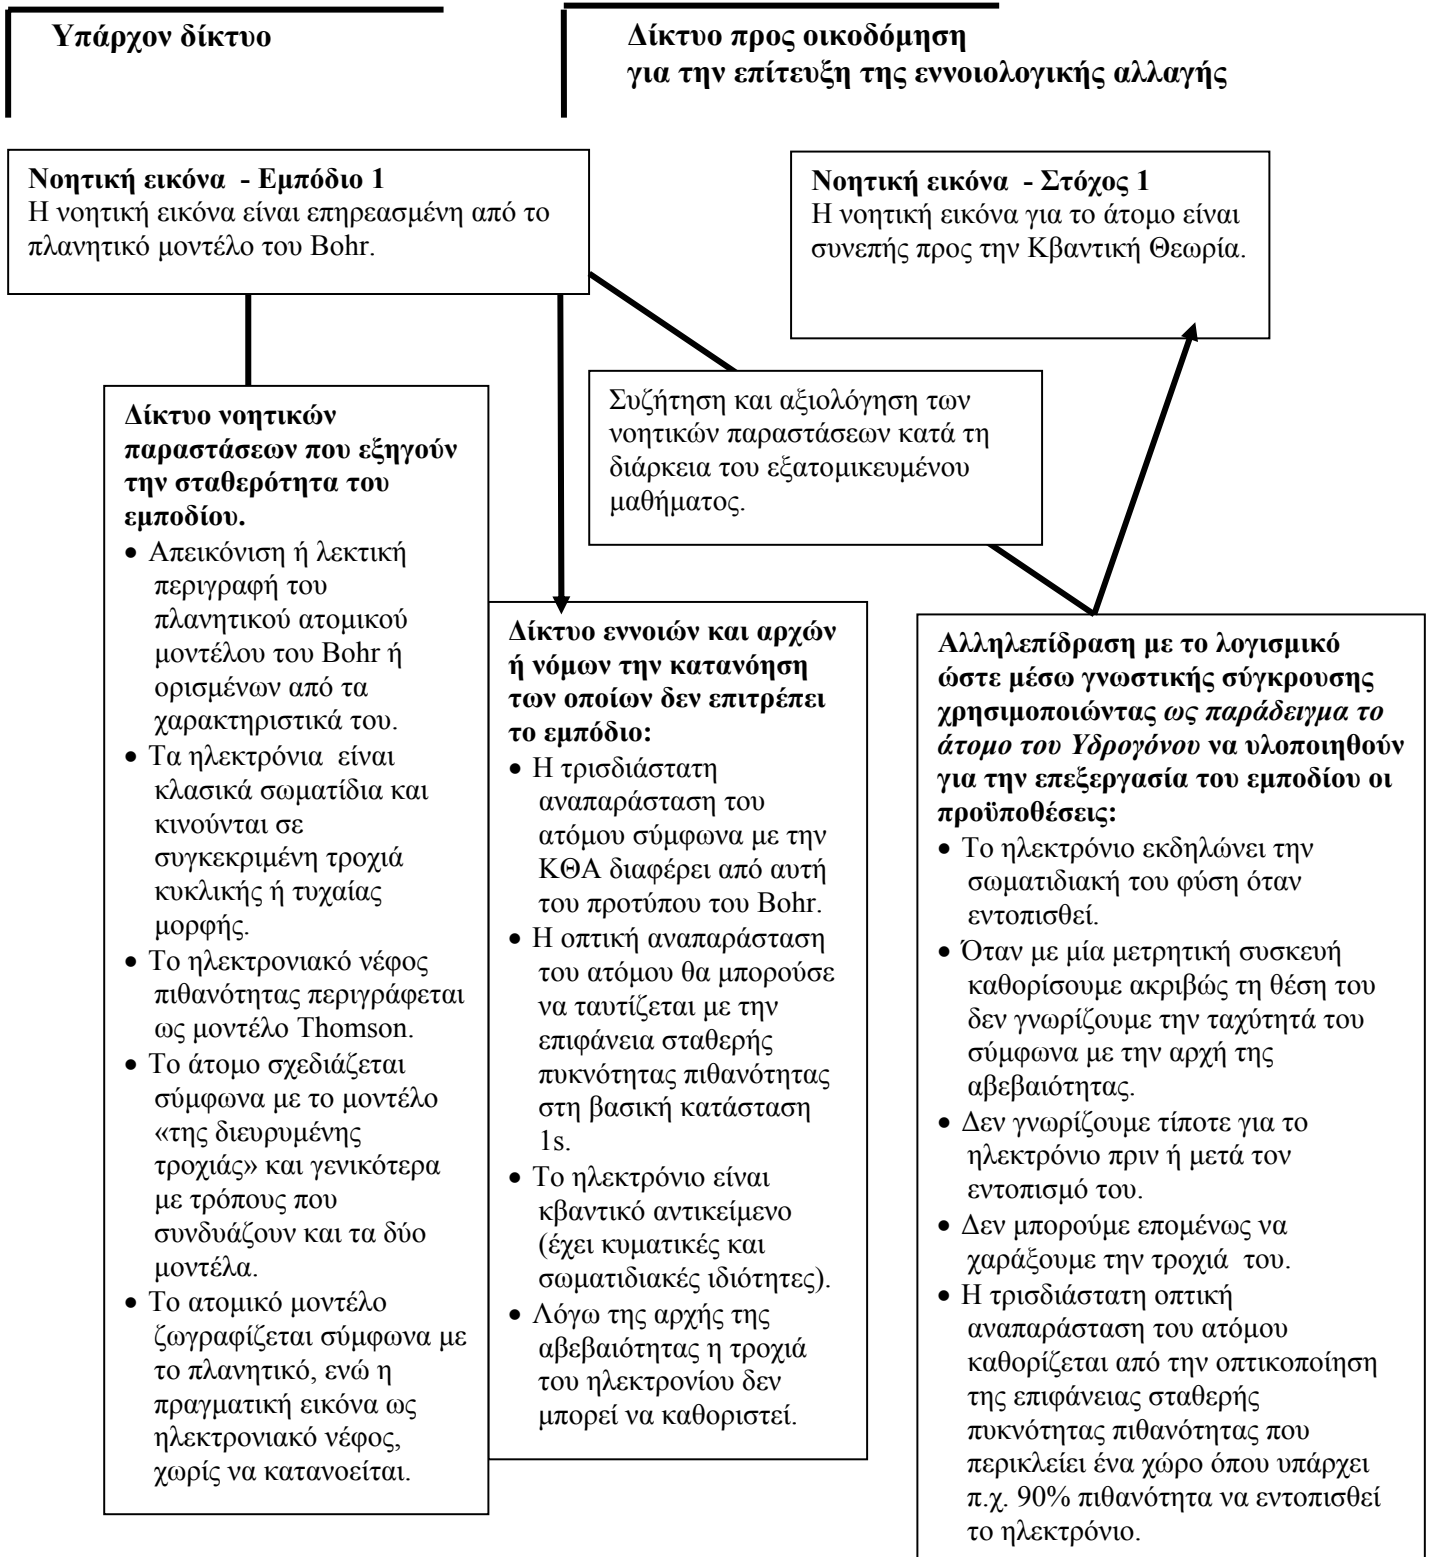 Υπάρχον δίκτυο
Δίκτυο προς οικοδόμηση
για την επίτευξη της εννοιολογικής αλλαγής
Νοητική εικόνα - Εμπόδιο 1
Η νοητική εικόνα είναι επηρεασμένη από το
πλανητικό μοντέλο του Bohr.
Νοητική εικόνα - Στόχος 1
Η νοητική εικόνα για το άτομο είναι
συνεπής προς την Κβαντική Θεωρία.
Συζήτηση και αξιολόγηση των
νοητικών παραστάσεων κατά τη
διάρκεια του εξατομικευμένου
μαθήματος.
Δίκτυο νοητικών
παραστάσεων που εξηγούν
την σταθερότητα του
εμποδίου.
• Απεικόνιση ή λεκτική
περιγραφή του
πλανητικού ατομικού
μοντέλου του Bohr ή
ορισμένων από τα
χαρακτηριστικά του.
• Τα ηλεκτρόνια είναι
κλασικά σωματίδια και
κινούνται σε
συγκεκριμένη τροχιά
κυκλικής ή τυχαίας
μορφής.
• Το ηλεκτρονιακό νέφος
πιθανότητας περιγράφεται
ως μοντέλο Thomson.
• Το άτομο σχεδιάζεται
σύμφωνα με το μοντέλο
«της διευρυμένης
τροχιάς» και γενικότερα
με τρόπους που
συνδυάζουν και τα δύο
μοντέλα.
• Το ατομικό μοντέλο
ζωγραφίζεται σύμφωνα με
το πλανητικό, ενώ η
πραγματική εικόνα ως
ηλεκτρονιακό νέφος,
χωρίς να κατανοείται.
Δίκτυο εννοιών και αρχών
ή νόμων την κατανόηση
των οποίων δεν επιτρέπει
το εμπόδιο:
• Η τρισδιάστατη
αναπαράσταση του
ατόμου σύμφωνα με την
ΚΘΑ διαφέρει από αυτή
του προτύπου του Bohr.
• Η οπτική αναπαράσταση
του ατόμου θα μπορούσε
να ταυτίζεται με την
επιφάνεια σταθερής
πυκνότητας πιθανότητας
στη βασική κατάσταση
1s.
• Το ηλεκτρόνιο είναι
κβαντικό αντικείμενο
(έχει κυματικές και
σωματιδιακές ιδιότητες).
• Λόγω της αρχής της
αβεβαιότητας η τροχιά
του ηλεκτρονίου δεν
μπορεί να καθοριστεί.
Αλληλεπίδραση με το λογισμικό
ώστε μέσω γνωστικής σύγκρουσης
χρησιμοποιώντας ως παράδειγμα το
άτομο του Υδρογόνου να υλοποιηθούν
για την επεξεργασία του εμποδίου οι
προϋποθέσεις:
• Το ηλεκτρόνιο εκδηλώνει την
σωματιδιακή του φύση όταν
εντοπισθεί.
• Όταν με μία μετρητική συσκευή
καθορίσουμε ακριβώς τη θέση του
δεν γνωρίζουμε την ταχύτητά του
σύμφωνα με την αρχή της
αβεβαιότητας.
• Δεν γνωρίζουμε τίποτε για το
ηλεκτρόνιο πριν ή μετά τον
εντοπισμό του.
• Δεν μπορούμε επομένως να
χαράξουμε την τροχιά του.
• Η τρισδιάστατη οπτική
αναπαράσταση του ατόμου
καθορίζεται από την οπτικοποίηση
της επιφάνειας σταθερής
πυκνότητας πιθανότητας που
περικλείει ένα χώρο όπου υπάρχει
π.χ. 90% πιθανότητα να εντοπισθεί
το ηλεκτρόνιο.